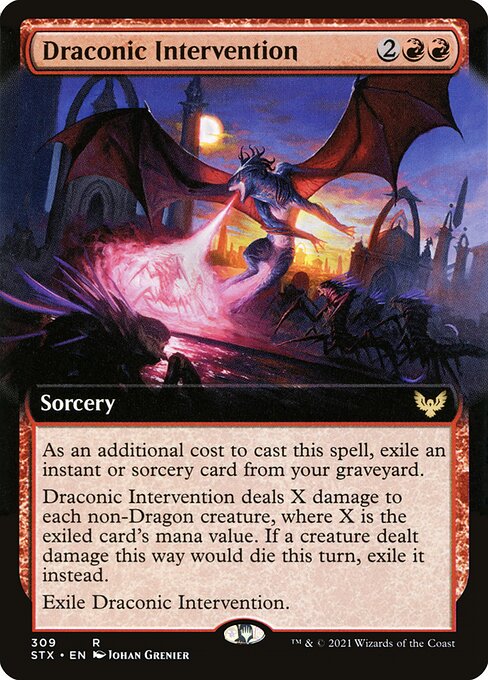 Draconic Intervention 2
Sorcery
As an additional cost to cast this spell, exile an
instant or sorcery card from your graveyard.
Draconic Intervention deals X damage to
each non-Dragon creature, where X is the
exiled card's mana value. If a creature dealt
damage this way would die this turn, exile it
instead.
Exile Draconic Intervention.
309 R
STX • EN Johan Grenier
™ & © 2021 Wizards of the Coast